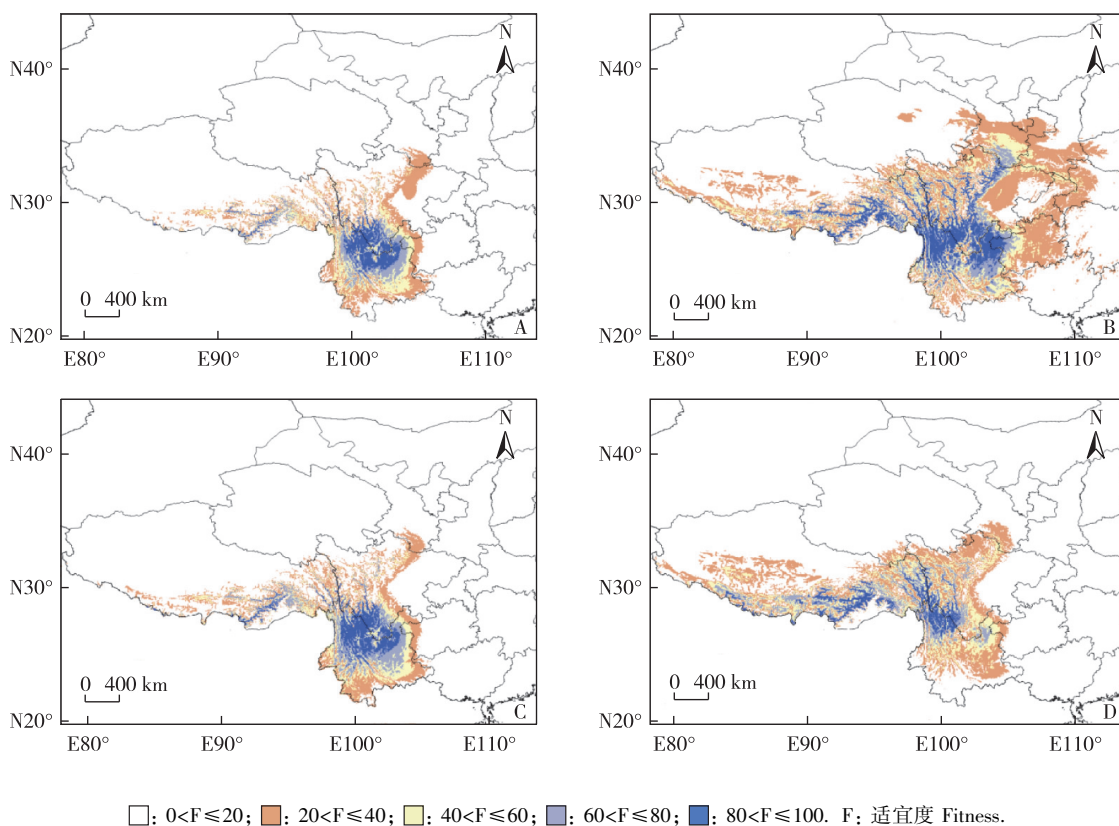 N
N
N40°
N40°
N30°
N30°
0 400 km
0 400 km
N20°
A
N20°
B
E80°
E90°
E100°
E110°
E80°
E90°
E100°
E110°
N
N
N40°
N40°
N30°
N30°
0 400 km
0 400 km
N20°
C
N20°
D
E80°
E90°
E100°
E110°
E80°
E90°
E100°
E110°
: 0<F≤20; : 20<F≤40; : 40<F≤60; : 60<F≤80; : 80<F≤100. F: 适宜度 Fitness.